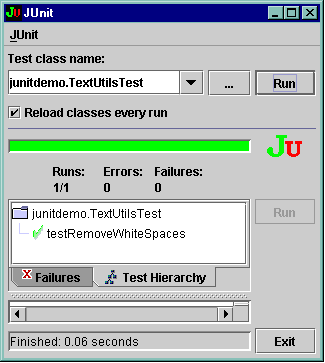 JU JUnit
JUnit
Test class name:
junitdemo.TextUtilsTest ... Run
Reload classes every run
JU
Runs: Errors: Failures:
1/1 0 0
junitdemo.TextUtilsTest Run
testRemoveWhiteSpaces
Failures Test Hierarchy
Finished: 0.06 seconds Exit